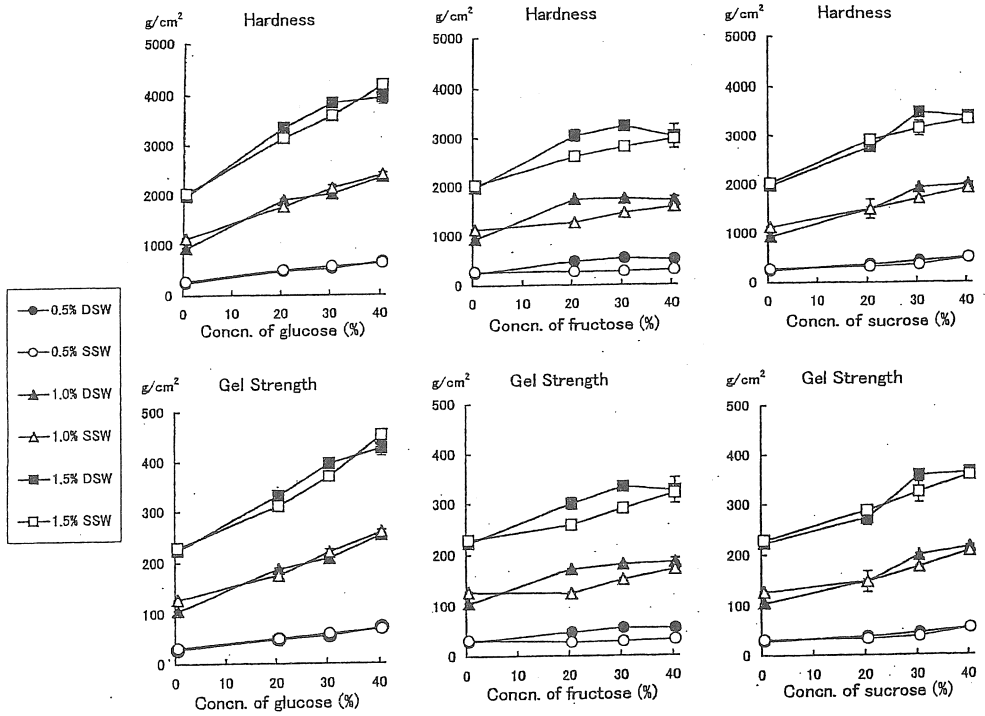 g/cm2 Hardness
5000
4000
3000
2000
1000
0
0 10 20 30 40
Concn. of glucose (%)
g/cm2 Hardness
5000
4000
3000
2000
1000
0
0 10 20 30 40
Concn. of fructose (%)
g/cm2 Hardness
5000
4000
3000
2000
1000
0
0 10 20 30 40
Concn. of sucrose (%)
0.5% DSW
0.5% SSW
1.0% DSW
1.0% SSW
1.5% DSW
1.5% SSW
g/cm2 Gel Strength
500
400
300
200
100
0
0 10 20 30 40
Concn. of glucose (%)
g/cm2 Gel Strength
500
400
300
200
100
0
0 10 20 30 40
Concn. of fructose (%)
g/cm2 Gel Strength
500
400
300
200
100
0
0 10 20 30 40
Concn. of sucrose (%)